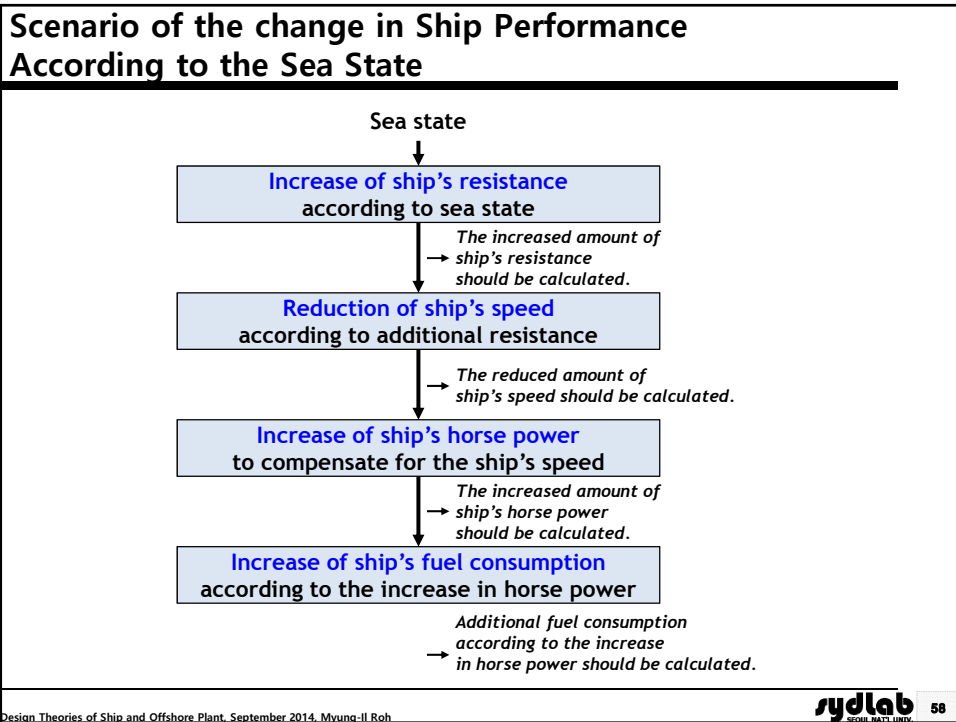 Scenario of the change in Ship Performance
According to the Sea State
Sea state
Increase of ship's resistance
according to sea state
The increased amount of
ship's resistance
should be calculated.
Reduction of ship's speed
according to additional resistance
The reduced amount of
ship's speed should be calculated.
Increase of ship's horse power
to compensate for the ship's speed
The increased amount of
ship's horse power
should be calculated.
Increase of ship's fuel consumption
according to the increase in horse power
Additional fuel consumption
according to the increase
in horse power should be calculated.
Design Theories of Ship and Offshore Plant, September 2014, Myung-Il Roh
sydlab
SEOUL NAT'L UNIV.
58